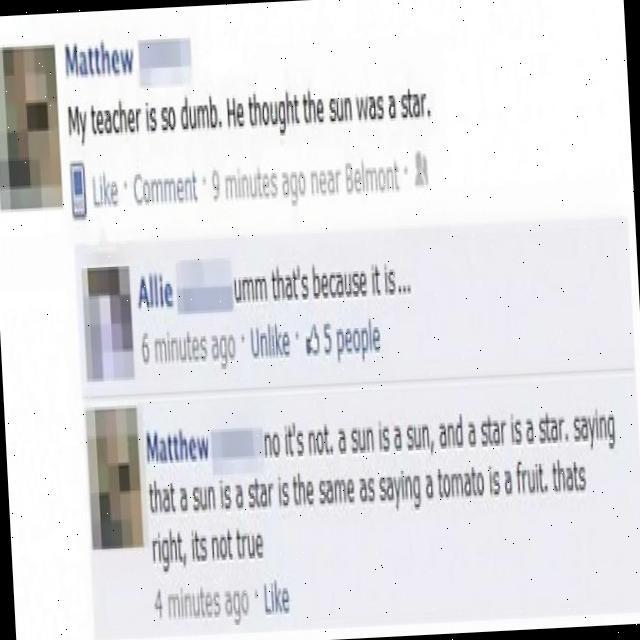 Matthew
My teacher is so dumb. He thought the sun was a star.
Like · Comment · 9 minutes ago near Belmont ·
Allie umm that's because it is...
6 minutes ago · Unlike · 5 people
Matthew no it's not. a sun is a sun, and a star is a star. saying
that a sun is a star is the same as saying a tomato is a fruit. thats
right, its not true
4 minutes ago · Like